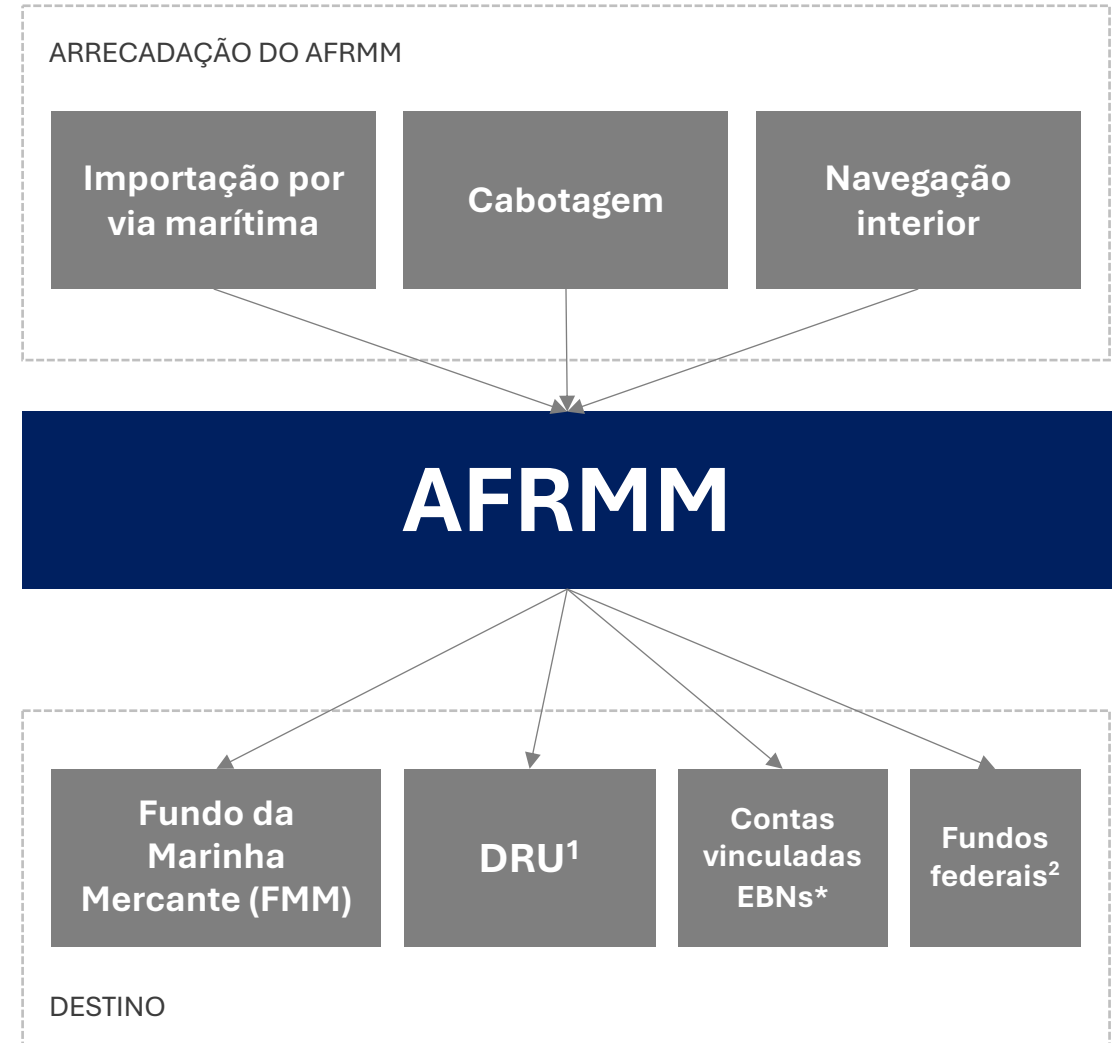 ARRECADAÇÃO DO AFRMM
Importação por
via marítima
Cabotagem
Navegação
interior
AFRMM
Fundo da
Marinha
Mercante (FMM)
DRU¹
Contas
vinculadas
EBNs*
Fundos
federais²
DESTINO